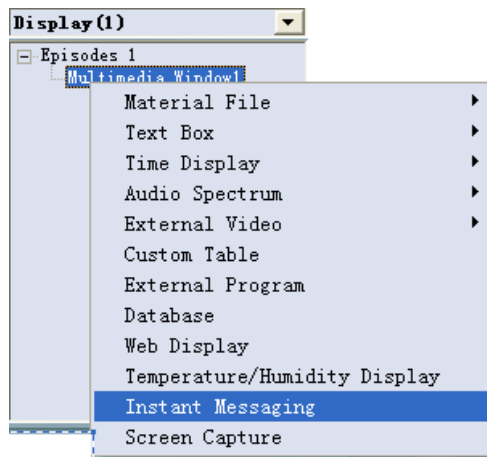 Display(1)
Episodes 1
Multimedia Window1
Material File
Text Box
Time Display
Audio Spectrum
External Video
Custom Table
External Program
Database
Web Display
Temperature/Humidity Display
Instant Messaging
Screen Capture